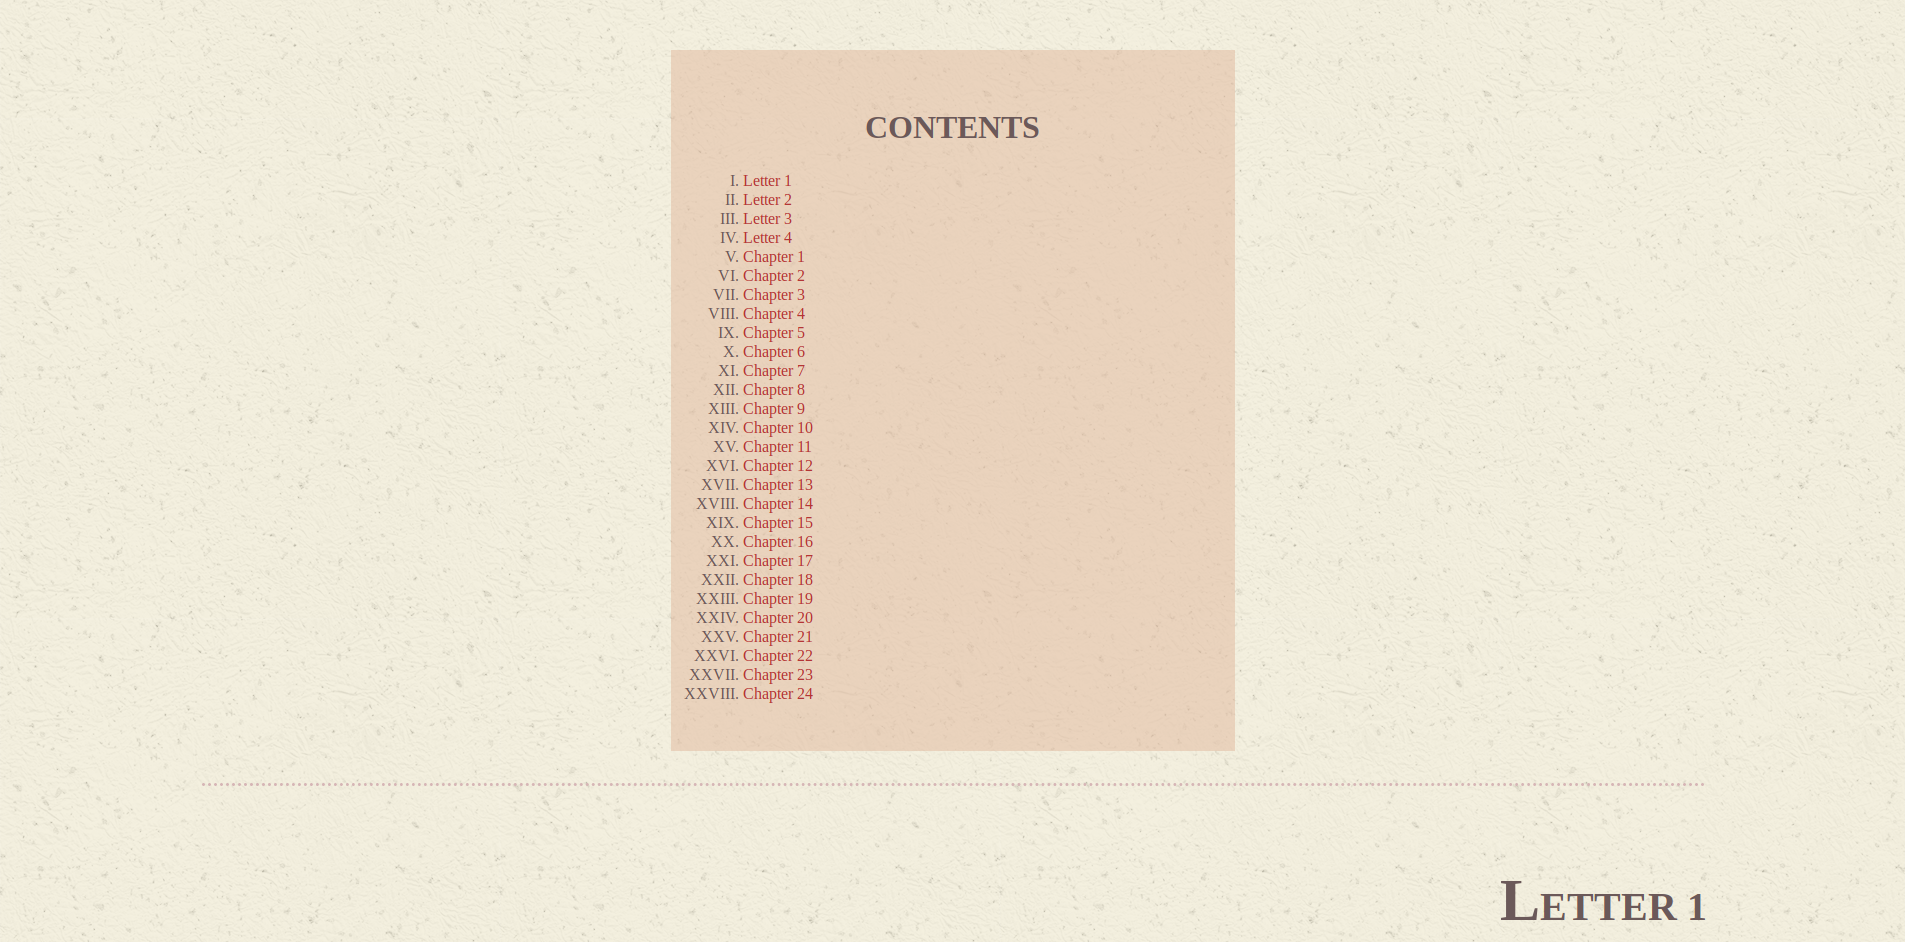 CONTENTS
I. Letter 1
II. Letter 2
III. Letter 3
IV. Letter 4
V. Chapter 1
VI. Chapter 2
VII. Chapter 3
VIII. Chapter 4
IX. Chapter 5
X. Chapter 6
XI. Chapter 7
XII. Chapter 8
XIII. Chapter 9
XIV. Chapter 10
XV. Chapter 11
XVI. Chapter 12
XVII. Chapter 13
XVIII. Chapter 14
XIX. Chapter 15
XX. Chapter 16
XXI. Chapter 17
XXII. Chapter 18
XXIII. Chapter 19
XXIV. Chapter 20
XXV. Chapter 21
XXVI. Chapter 22
XXVII. Chapter 23
XXVIII. Chapter 24
LETTER 1